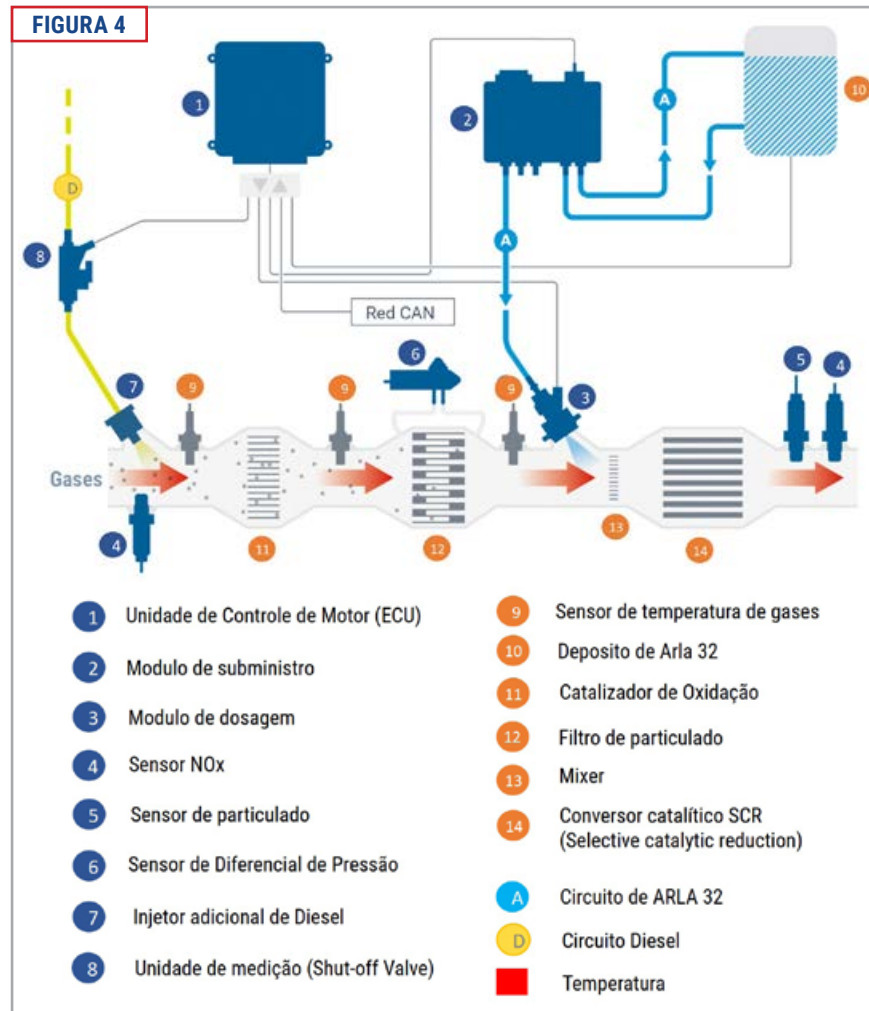 FIGURA 4
1
2
10
A
D
A
8
Red CAN
6
5
4
7
9
9
9
3
Gases
4
11
12
13
14
1 Unidade de Controle de Motor (ECU)
2 Modulo de subministro
3 Modulo de dosagem
4 Sensor NOx
5 Sensor de particulado
6 Sensor de Diferencial de Pressão
7 Injetor adicional de Diesel
8 Unidade de medição (Shut-off Valve)
9 Sensor de temperatura de gases
10 Deposito de Arla 32
11 Catalizador de Oxidação
12 Filtro de particulado
13 Mixer
14 Conversor catalítico SCR
(Selective catalytic reduction)
A Circuito de ARLA 32
D Circuito Diesel
Temperatura